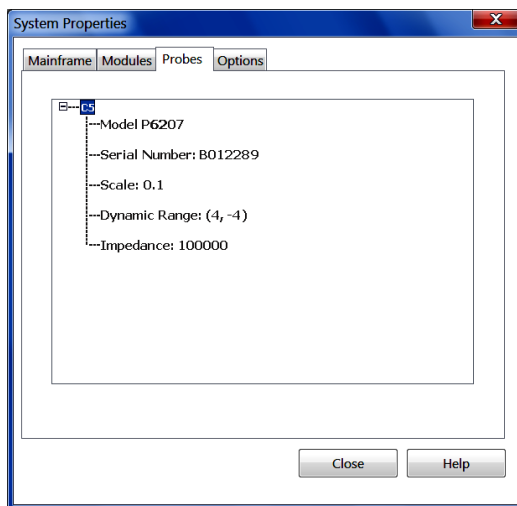 System Properties
Mainframe Modules Probes Options
C5
Model P6207
Serial Number: B012289
Scale: 0.1
Dynamic Range: (4, -4)
Impedance: 100000
Close Help